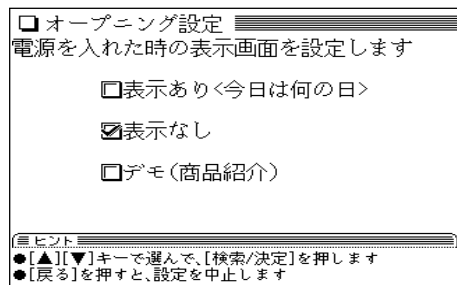 オープニング設定
電源を入れた時の表示画面を設定します
表示あり<今日は何の日>
表示なし
デモ(商品紹介)
ヒント
●[▲][▼]キーで選んで、[検索/決定]を押します
●[戻る]を押すと、設定を中止します